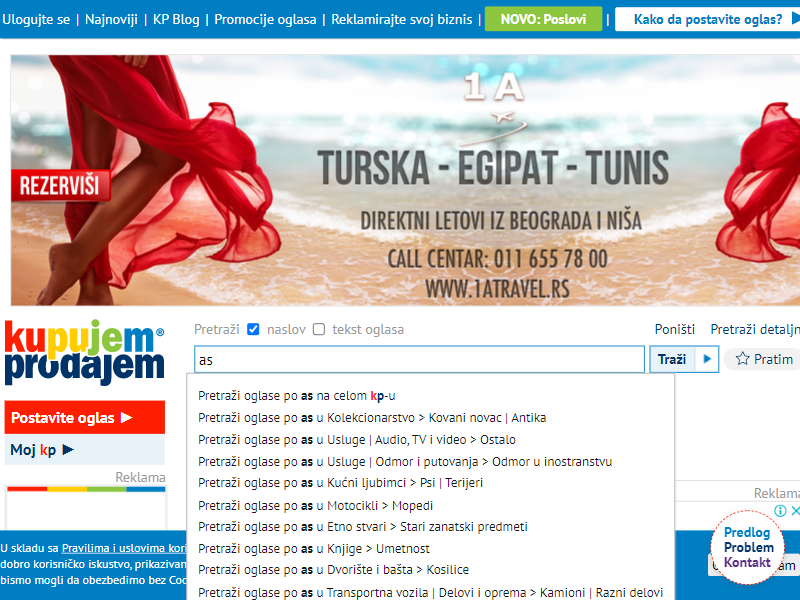 Ulogujte se | Najnoviji | KP Blog | Promocije oglasa | Reklamirajte svoj biznis | NOVO: Poslovi | Kako da postavite oglas?
1 A
TURSKA - EGIPAT - TUNIS
REZERVIŠI
DIREKTNI LETOVI IZ BEOGRADA I NIŠA
CALL CENTAR: 011 655 78 00
WWW.1ATRAVEL.RS
kupujem®
prodajem
Pretraži naslov tekst oglasa Poništi Pretraži detaljn
as Traži Pratim
Pretraži oglase po as na celom kp-u
Postavite oglas
Pretraži oglase po as u Kolekcionarstvo > Kovani novac | Antika
Pretraži oglase po as u Usluge | Audio, TV i video > Ostalo
Moj kp
Pretraži oglase po as u Usluge | Odmor i putovanja > Odmor u inostranstvu
Reklama
Pretraži oglase po as u Kućni ljubimci > Psi | Terijeri
Reklama
Pretraži oglase po as u Motocikli > Mopedi
Pretraži oglase po as u Etno stvari > Stari zanatski predmeti
Pretraži oglase po as u Knjige > Umetnost
Pretraži oglase po as u Dvorište i bašta > Kosilice
Pretraži oglase po as u Transportna vozila | Delovi i oprema > Kamioni | Razni delovi
U skladu sa Pravilima i uslovima kori
dobro korisničko iskustvo, prikazivan
bismo mogli da obezbedimo bez Coo
Predlog
Problem
Kontakt
am